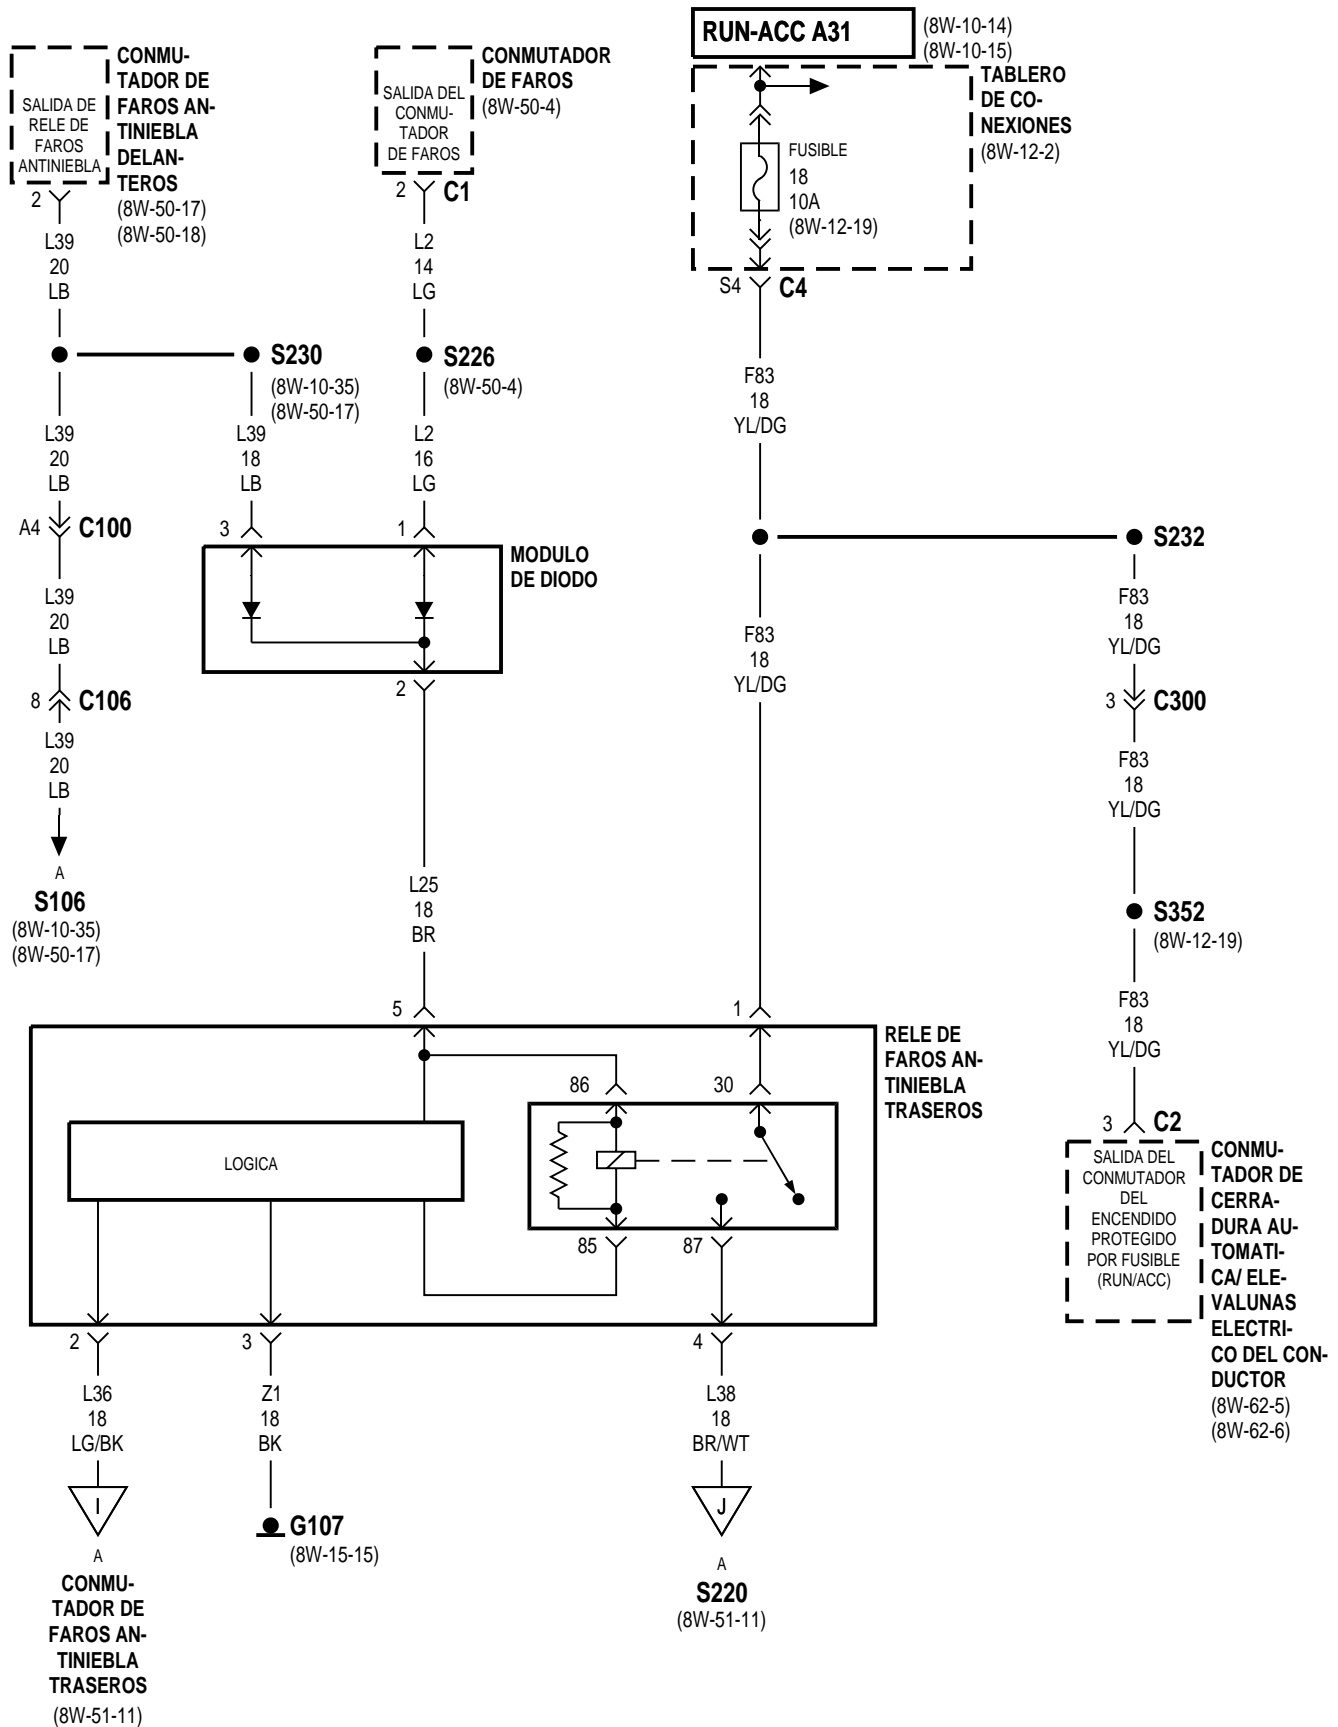 RUN-ACC A31
(8W-10-14)
(8W-10-15)
CONMU-
TADOR DE
FAROS AN-
TINIEBLA
DELAN-
TEROS
(8W-50-17)
(8W-50-18)
SALIDA DE
RELE DE
FAROS
ANTINIEBLA
2
CONMUTADOR
DE FAROS
(8W-50-4)
SALIDA DEL
CONMU-
TADOR
DE FAROS
2
C1
TABLERO
DE CO-
NEXIONES
(8W-12-2)
FUSIBLE
18
10A
(8W-12-19)
S4
C4
L39
20
LB
L2
14
LG
S230
(8W-10-35)
(8W-50-17)
S226
(8W-50-4)
F83
18
YL/DG
L39
20
LB
L39
18
LB
L2
16
LG
A4
C100
3
1
S232
MODULO
DE DIODO
L39
20
LB
F83
18
YL/DG
F83
18
YL/DG
2
8
C106
3
C300
L39
20
LB
F83
18
YL/DG
A
S106
(8W-10-35)
(8W-50-17)
L25
18
BR
S352
(8W-12-19)
F83
18
YL/DG
5
1
RELE DE
FAROS AN-
TINIEBLA
TRASEROS
86
30
LOGICA
85
87
3
C2
SALIDA DEL
CONMUTADOR
DEL
ENCENDIDO
PROTEGIDO
POR FUSIBLE
(RUN/ACC)
CONMU-
TADOR DE
CERRA-
DURA AU-
TOMATI-
CA/ ELE-
VALUNAS
ELECTRI-
CO DEL CON-
DUCTOR
(8W-62-5)
(8W-62-6)
2
3
4
L36
18
LG/BK
Z1
18
BK
L38
18
BR/WT
I
J
G107
(8W-15-15)
A
CONMU-
TADOR DE
FAROS AN-
TINIEBLA
TRASEROS
(8W-51-11)
A
S220
(8W-51-11)